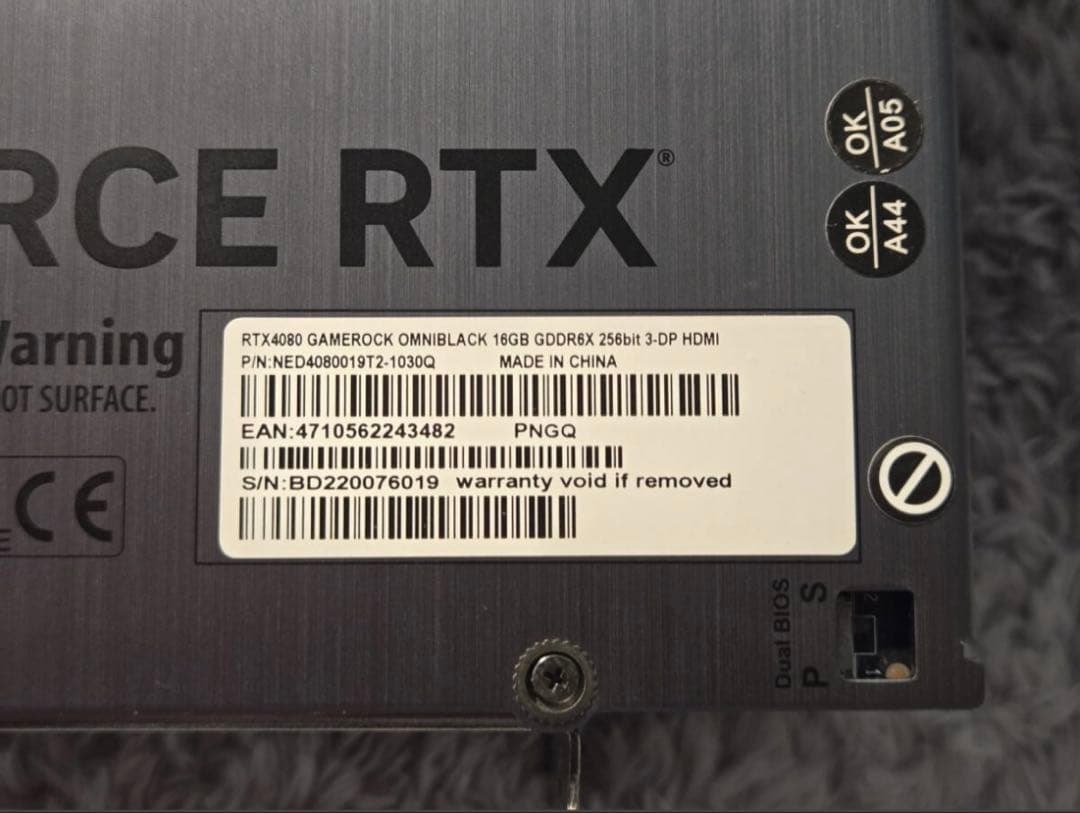 RCE RTX®
OK
A05
OK
A44
Warning
OT SURFACE.
CE
RTX4080 GAMEROCK OMNIBLACK 16GB GDDR6X 256bit 3-DP HDMI
P/N:NED4080019T2-1030Q MADE IN CHINA
EAN:4710562243482 PNGQ
S/N:BD220076019 warranty void if removed
Dual BIOS
P S